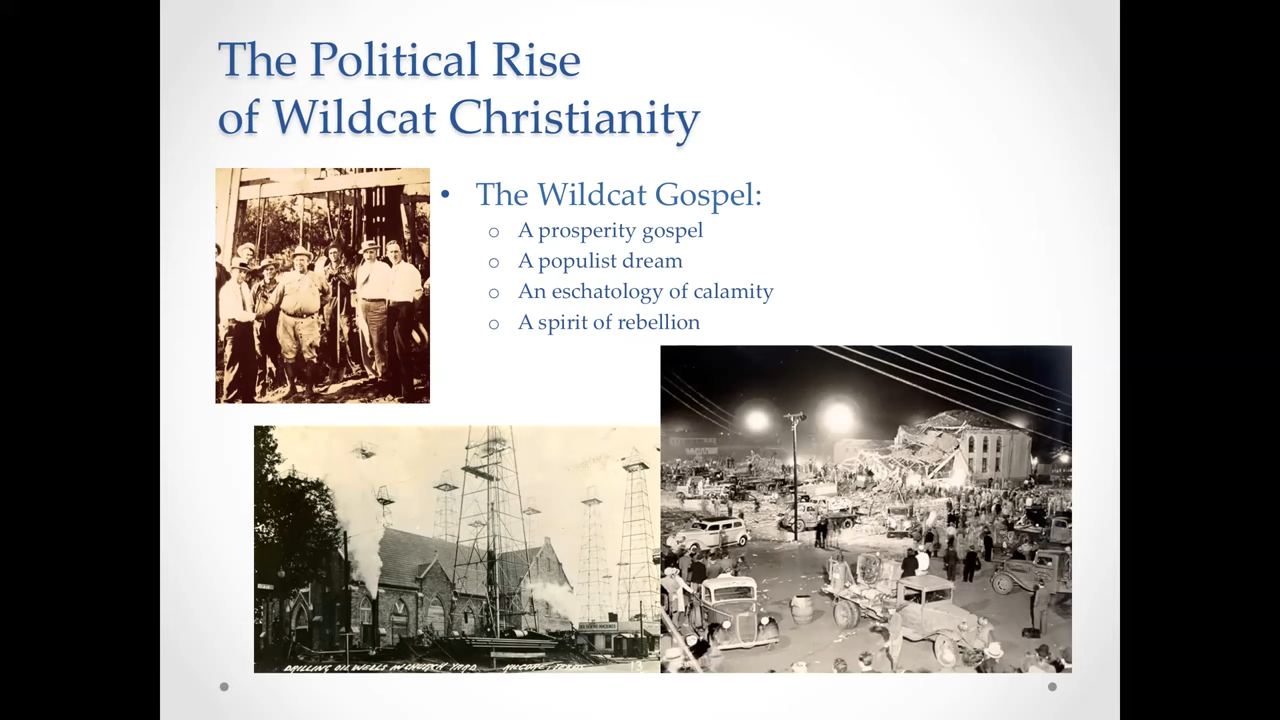 The Political Rise
of Wildcat Christianity
• The Wildcat Gospel:
o A prosperity gospel
o A populist dream
o An eschatology of calamity
o A spirit of rebellion
DRILLING OIL WELLS IN CHURCH YARD KILGORE, TEXAS 13